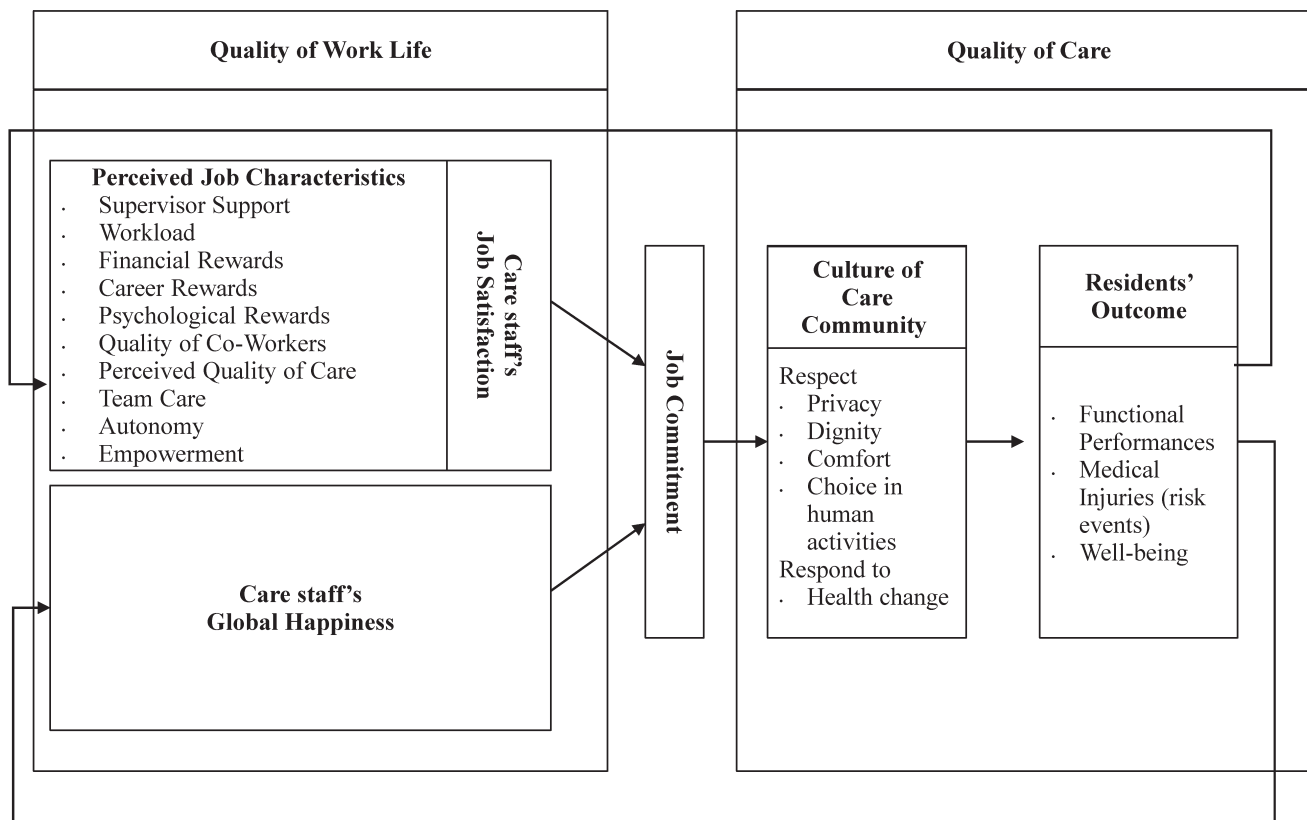 Quality of Work Life
Quality of Care
Perceived Job Characteristics
· Supervisor Support
· Workload
· Financial Rewards
· Career Rewards
· Psychological Rewards
· Quality of Co-Workers
· Perceived Quality of Care
· Team Care
· Autonomy
· Empowerment
Care staff's
Job Satisfaction
Care staff's
Global Happiness
Job Commitment
Culture of
Care
Community
Respect
· Privacy
· Dignity
· Comfort
· Choice in
human
activities
Respond to
· Health change
Residents'
Outcome
· Functional
Performances
· Medical
Injuries (risk
events)
· Well-being